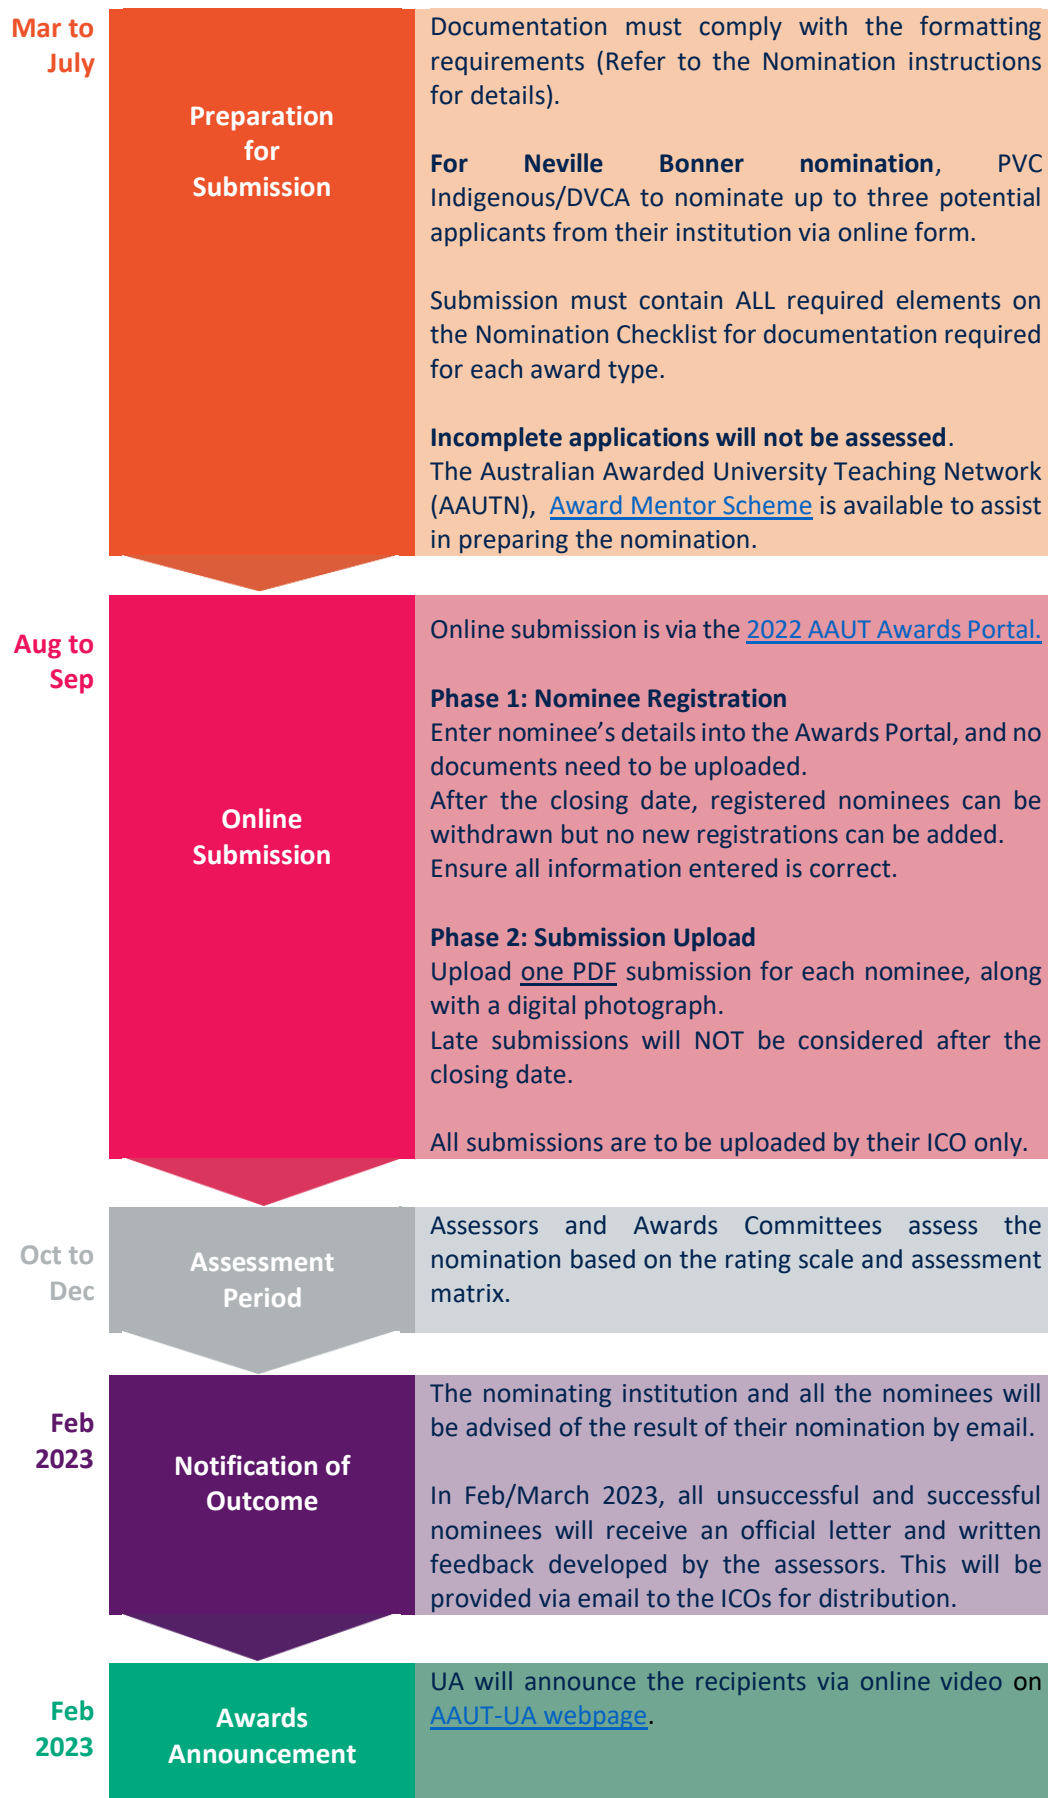 Mar to
July
Preparation
for
Submission
Documentation must comply with the formatting
requirements (Refer to the Nomination instructions
for details).
For Neville Bonner nomination, PVC
Indigenous/DVCA to nominate up to three potential
applicants from their institution via online form.
Submission must contain ALL required elements on
the Nomination Checklist for documentation required
for each award type.
Incomplete applications will not be assessed.
The Australian Awarded University Teaching Network
(AAUTN), Award Mentor Scheme is available to assist
in preparing the nomination.
Aug to
Sep
Online
Submission
Online submission is via the 2022 AAUT Awards Portal.
Phase 1: Nominee Registration
Enter nominee’s details into the Awards Portal, and no
documents need to be uploaded.
After the closing date, registered nominees can be
withdrawn but no new registrations can be added.
Ensure all information entered is correct.
Phase 2: Submission Upload
Upload one PDF submission for each nominee, along
with a digital photograph.
Late submissions will NOT be considered after the
closing date.
All submissions are to be uploaded by their ICO only.
Oct to
Dec
Assessment
Period
Assessors and Awards Committees assess the
nomination based on the rating scale and assessment
matrix.
Feb
2023
Notification of
Outcome
The nominating institution and all the nominees will
be advised of the result of their nomination by email.
In Feb/March 2023, all unsuccessful and successful
nominees will receive an official letter and written
feedback developed by the assessors. This will be
provided via email to the ICOs for distribution.
Feb
2023
Awards
Announcement
UA will announce the recipients via online video on
AAUT-UA webpage.